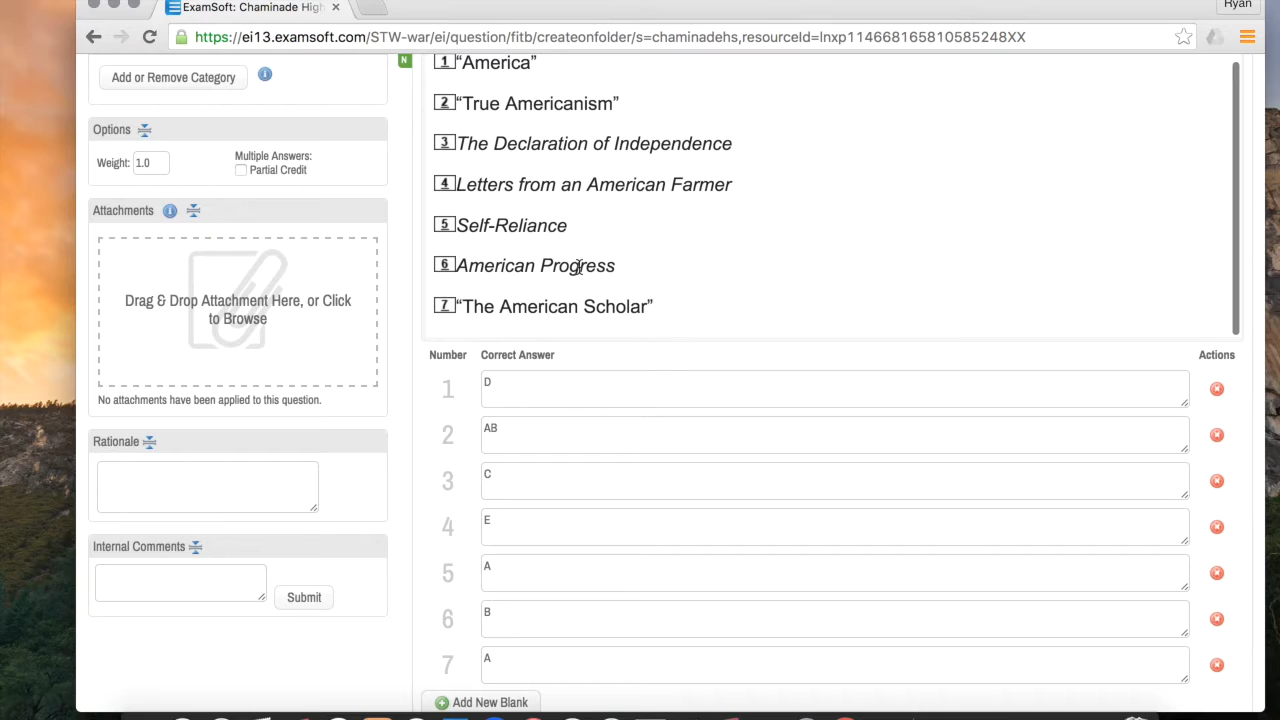 ExamSoft: Chaminade High
Ryan
https://ei13.examsoft.com/STW-war/ei/question/fitb/createonfolder/s=chaminadehs,resourceId=lnxp114668165810585248XX
Add or Remove Category
Options
Weight: 1.0
Multiple Answers:
Partial Credit
Attachments
Drag & Drop Attachment Here, or Click
to Browse
No attachments have been applied to this question.
Rationale
Internal Comments
Submit
N
1 “America”
2 “True Americanism”
3 The Declaration of Independence
4 Letters from an American Farmer
5 Self-Reliance
6 American Progress
7 “The American Scholar”
Number Correct Answer Actions
1 D
2 AB
3 C
4 E
5 A
6 B
7 A
Add New Blank